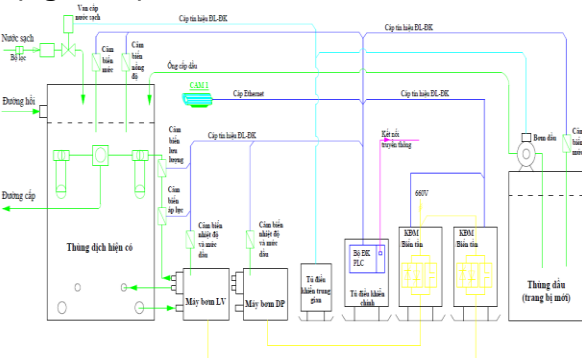 Van cấp
nước sạch
Nước sạch
Bộ lọc
Cảm
biến
mức
Cảm
biến
nồng
độ
Cáp tín hiệu ĐL-ĐK
Cáp tín hiệu ĐL-ĐK
Ống cấp dầu
CAM 1
Cáp Ethernet
Cáp tín hiệu ĐL-ĐK
Đường hồi
Cảm
biến
lưu
lượng
Cáp tín hiệu ĐL-ĐK
Kết nối
truyền thông
Bơm dầu
Cảm
biến
mức
Đường cấp
Cảm
biến
áp lực
660V
Cảm biến
nhiệt độ
và mức
dầu
Cảm biến
nhiệt độ
và mức
dầu
KĐM
Biến tần
KĐM
Biến tần
Thùng dịch hiện có
Bộ ĐK
PLC
Máy bơm LV
Máy bơm DP
Tủ điều
khiển trung
gian
Tủ điều khiển
chính
Thùng dầu
(trang bị mới)